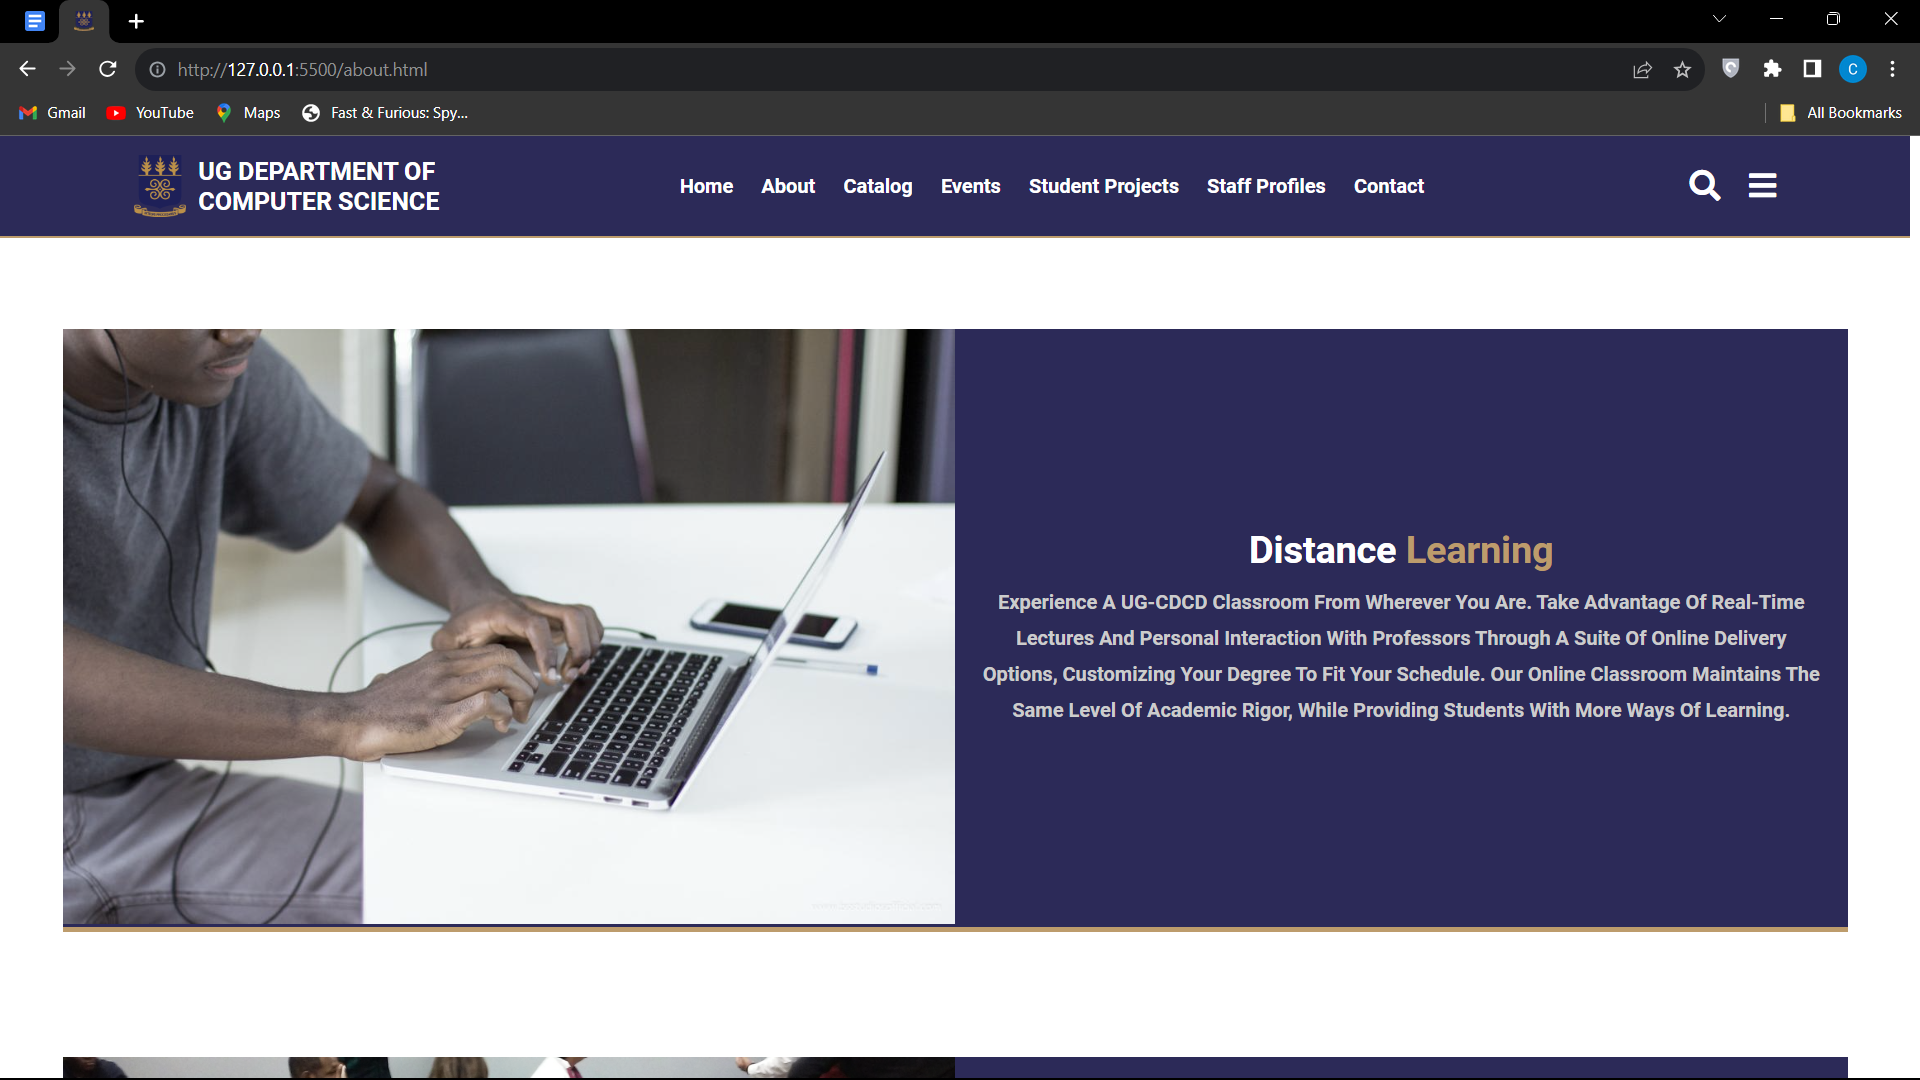 http://127.0.0.1:5500/about.html
C
Gmail
YouTube
Maps
Fast & Furious: Spy...
All Bookmarks
UG DEPARTMENT OF
COMPUTER SCIENCE
Home
About
Catalog
Events
Student Projects
Staff Profiles
Contact
Distance Learning
Experience A UG-CDCD Classroom From Wherever You Are. Take Advantage Of Real-Time
Lectures And Personal Interaction With Professors Through A Suite Of Online Delivery
Options, Customizing Your Degree To Fit Your Schedule. Our Online Classroom Maintains The
Same Level Of Academic Rigor, While Providing Students With More Ways Of Learning.